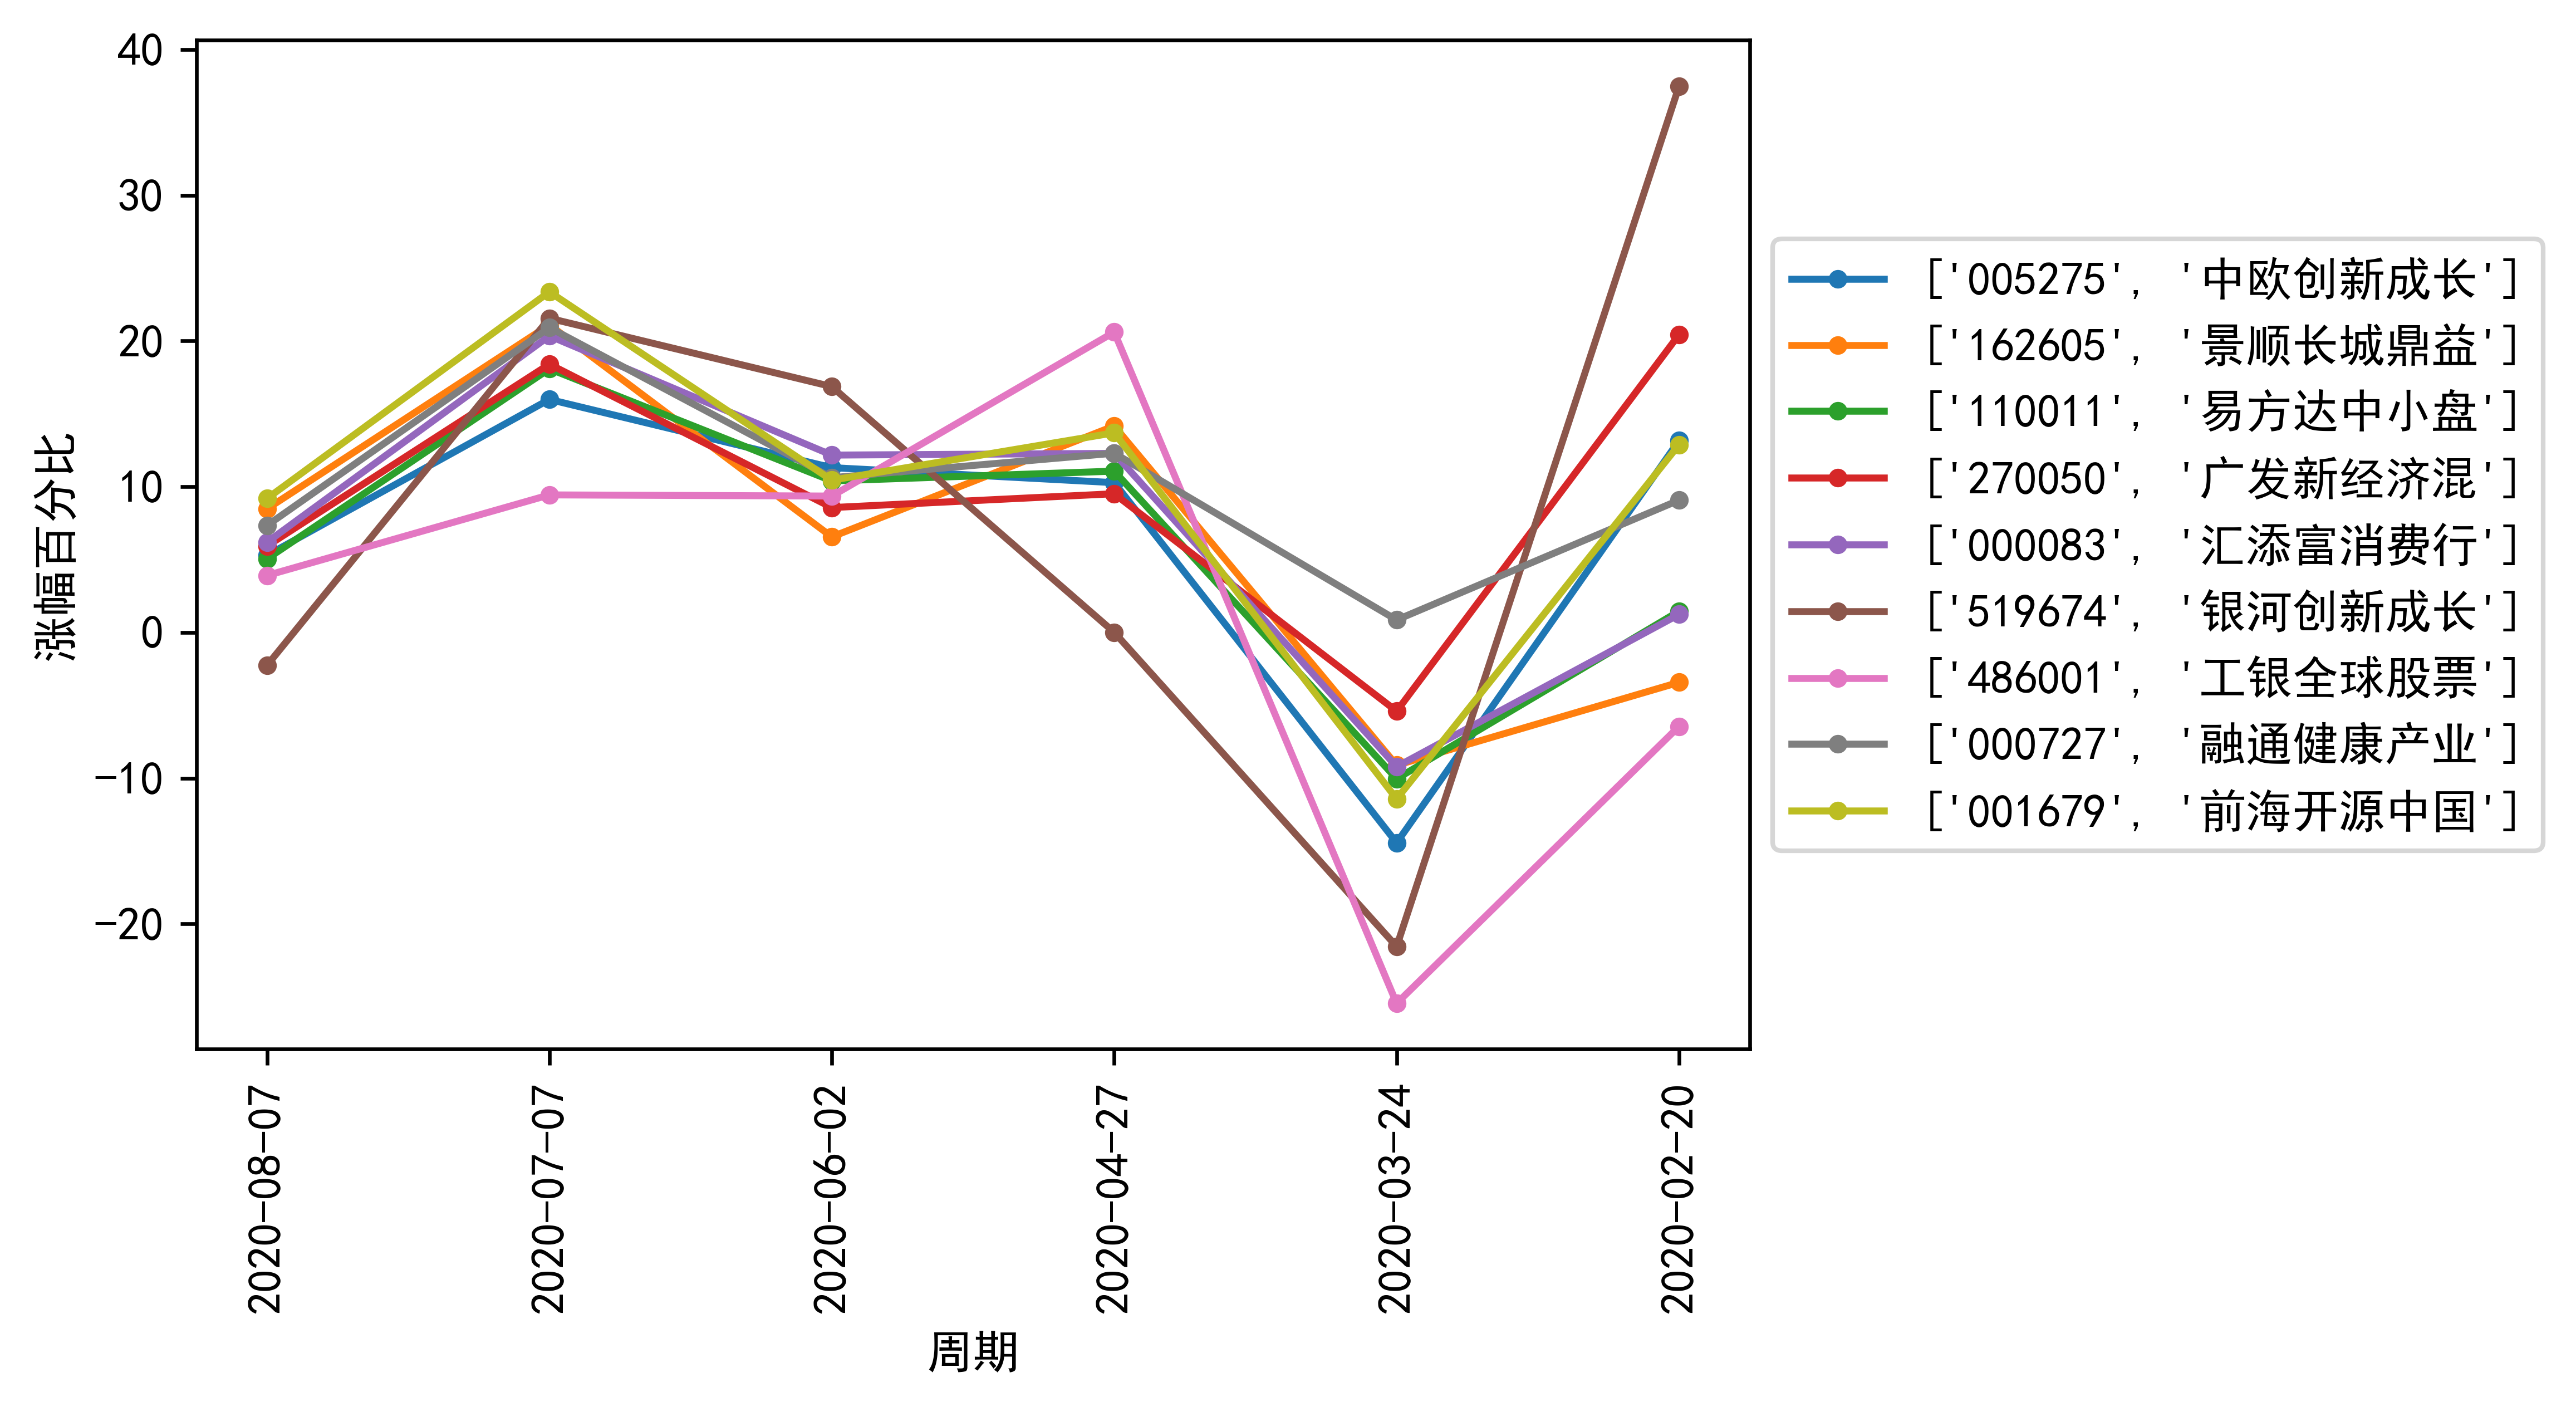 40
30
20
10
0
−10
−20
涨幅百分比
2020-08-07
2020-07-07
2020-06-02
2020-04-27
2020-03-24
2020-02-20
周期
['005275', '中欧创新成长']
['162605', '景顺长城鼎益']
['110011', '易方达中小盘']
['270050', '广发新经济混']
['000083', '汇添富消费行']
['519674', '银河创新成长']
['486001', '工银全球股票']
['000727', '融通健康产业']
['001679', '前海开源中国']